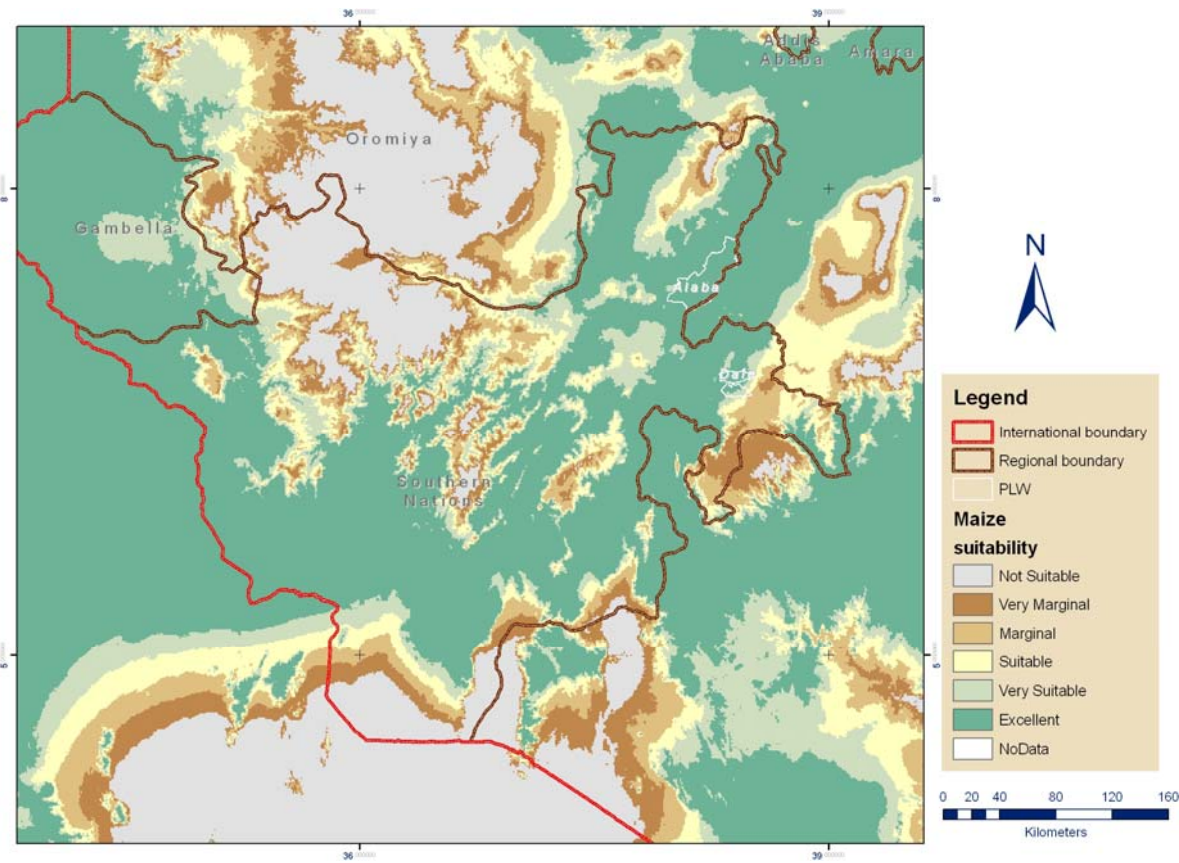 36°
39°
Addis
Ababa
Amara
Oromiya
8
8
Gambella
Alaba
Dale
Southern
Nations
5
5
36°
39°
N
Legend
International boundary
Regional boundary
PLW
Maize
suitability
Not Suitable
Very Marginal
Marginal
Suitable
Very Suitable
Excellent
NoData
0 20 40 80 120 160
Kilometers